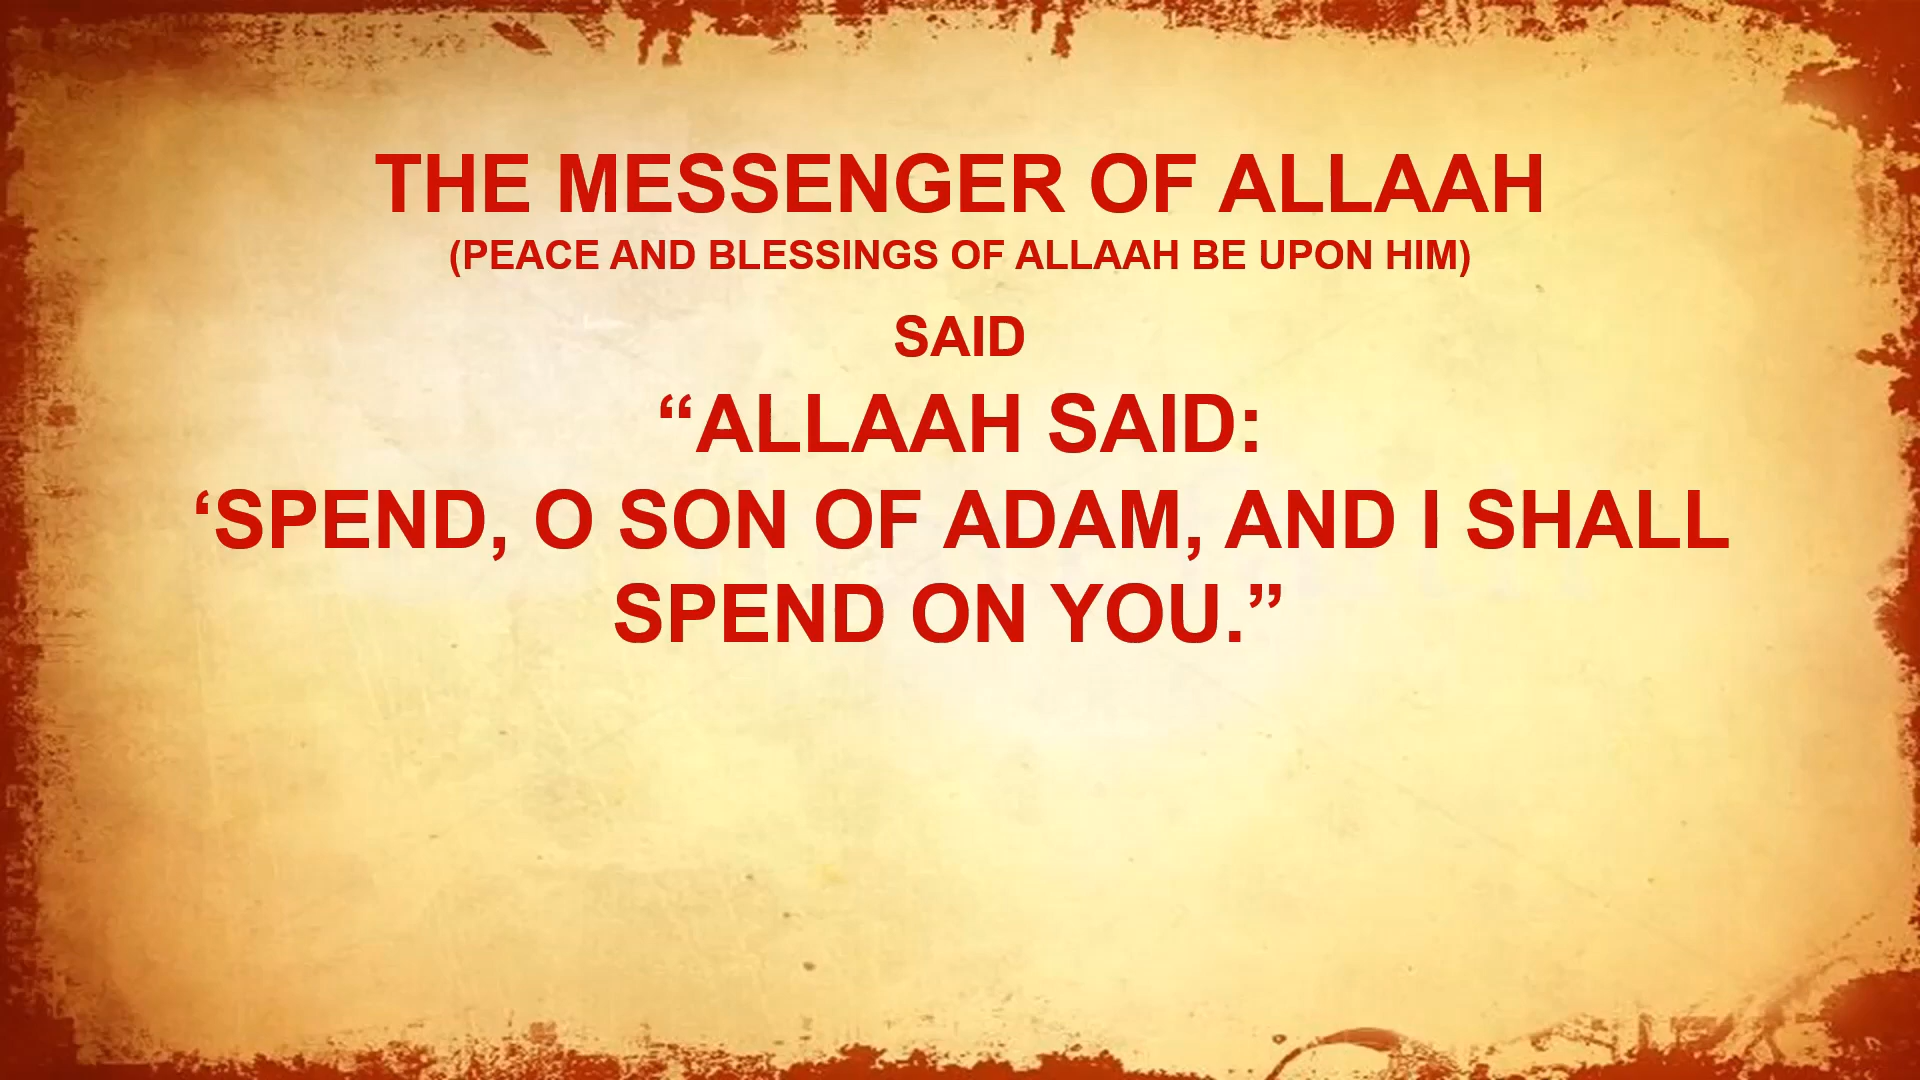 THE MESSENGER OF ALLAAH
(PEACE AND BLESSINGS OF ALLAAH BE UPON HIM)
SAID
“ALLAAH SAID:
‘SPEND, O SON OF ADAM, AND I SHALL
SPEND ON YOU.”